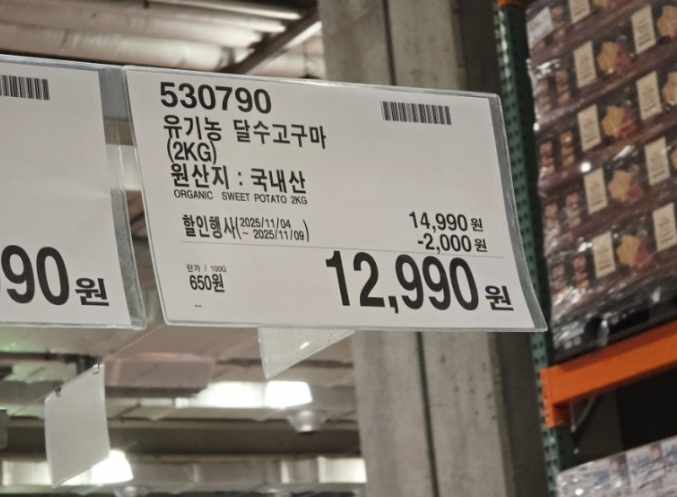 530790
유기농 달수고구마
(2KG)
원산지 : 국내산
ORGANIC SWEET POTATO 2KG
할인행사(2025/11/04 ~ 2025/11/09)
14,990 원
-2,000 원
단가 / 100G
650원
12,990 원
90 원